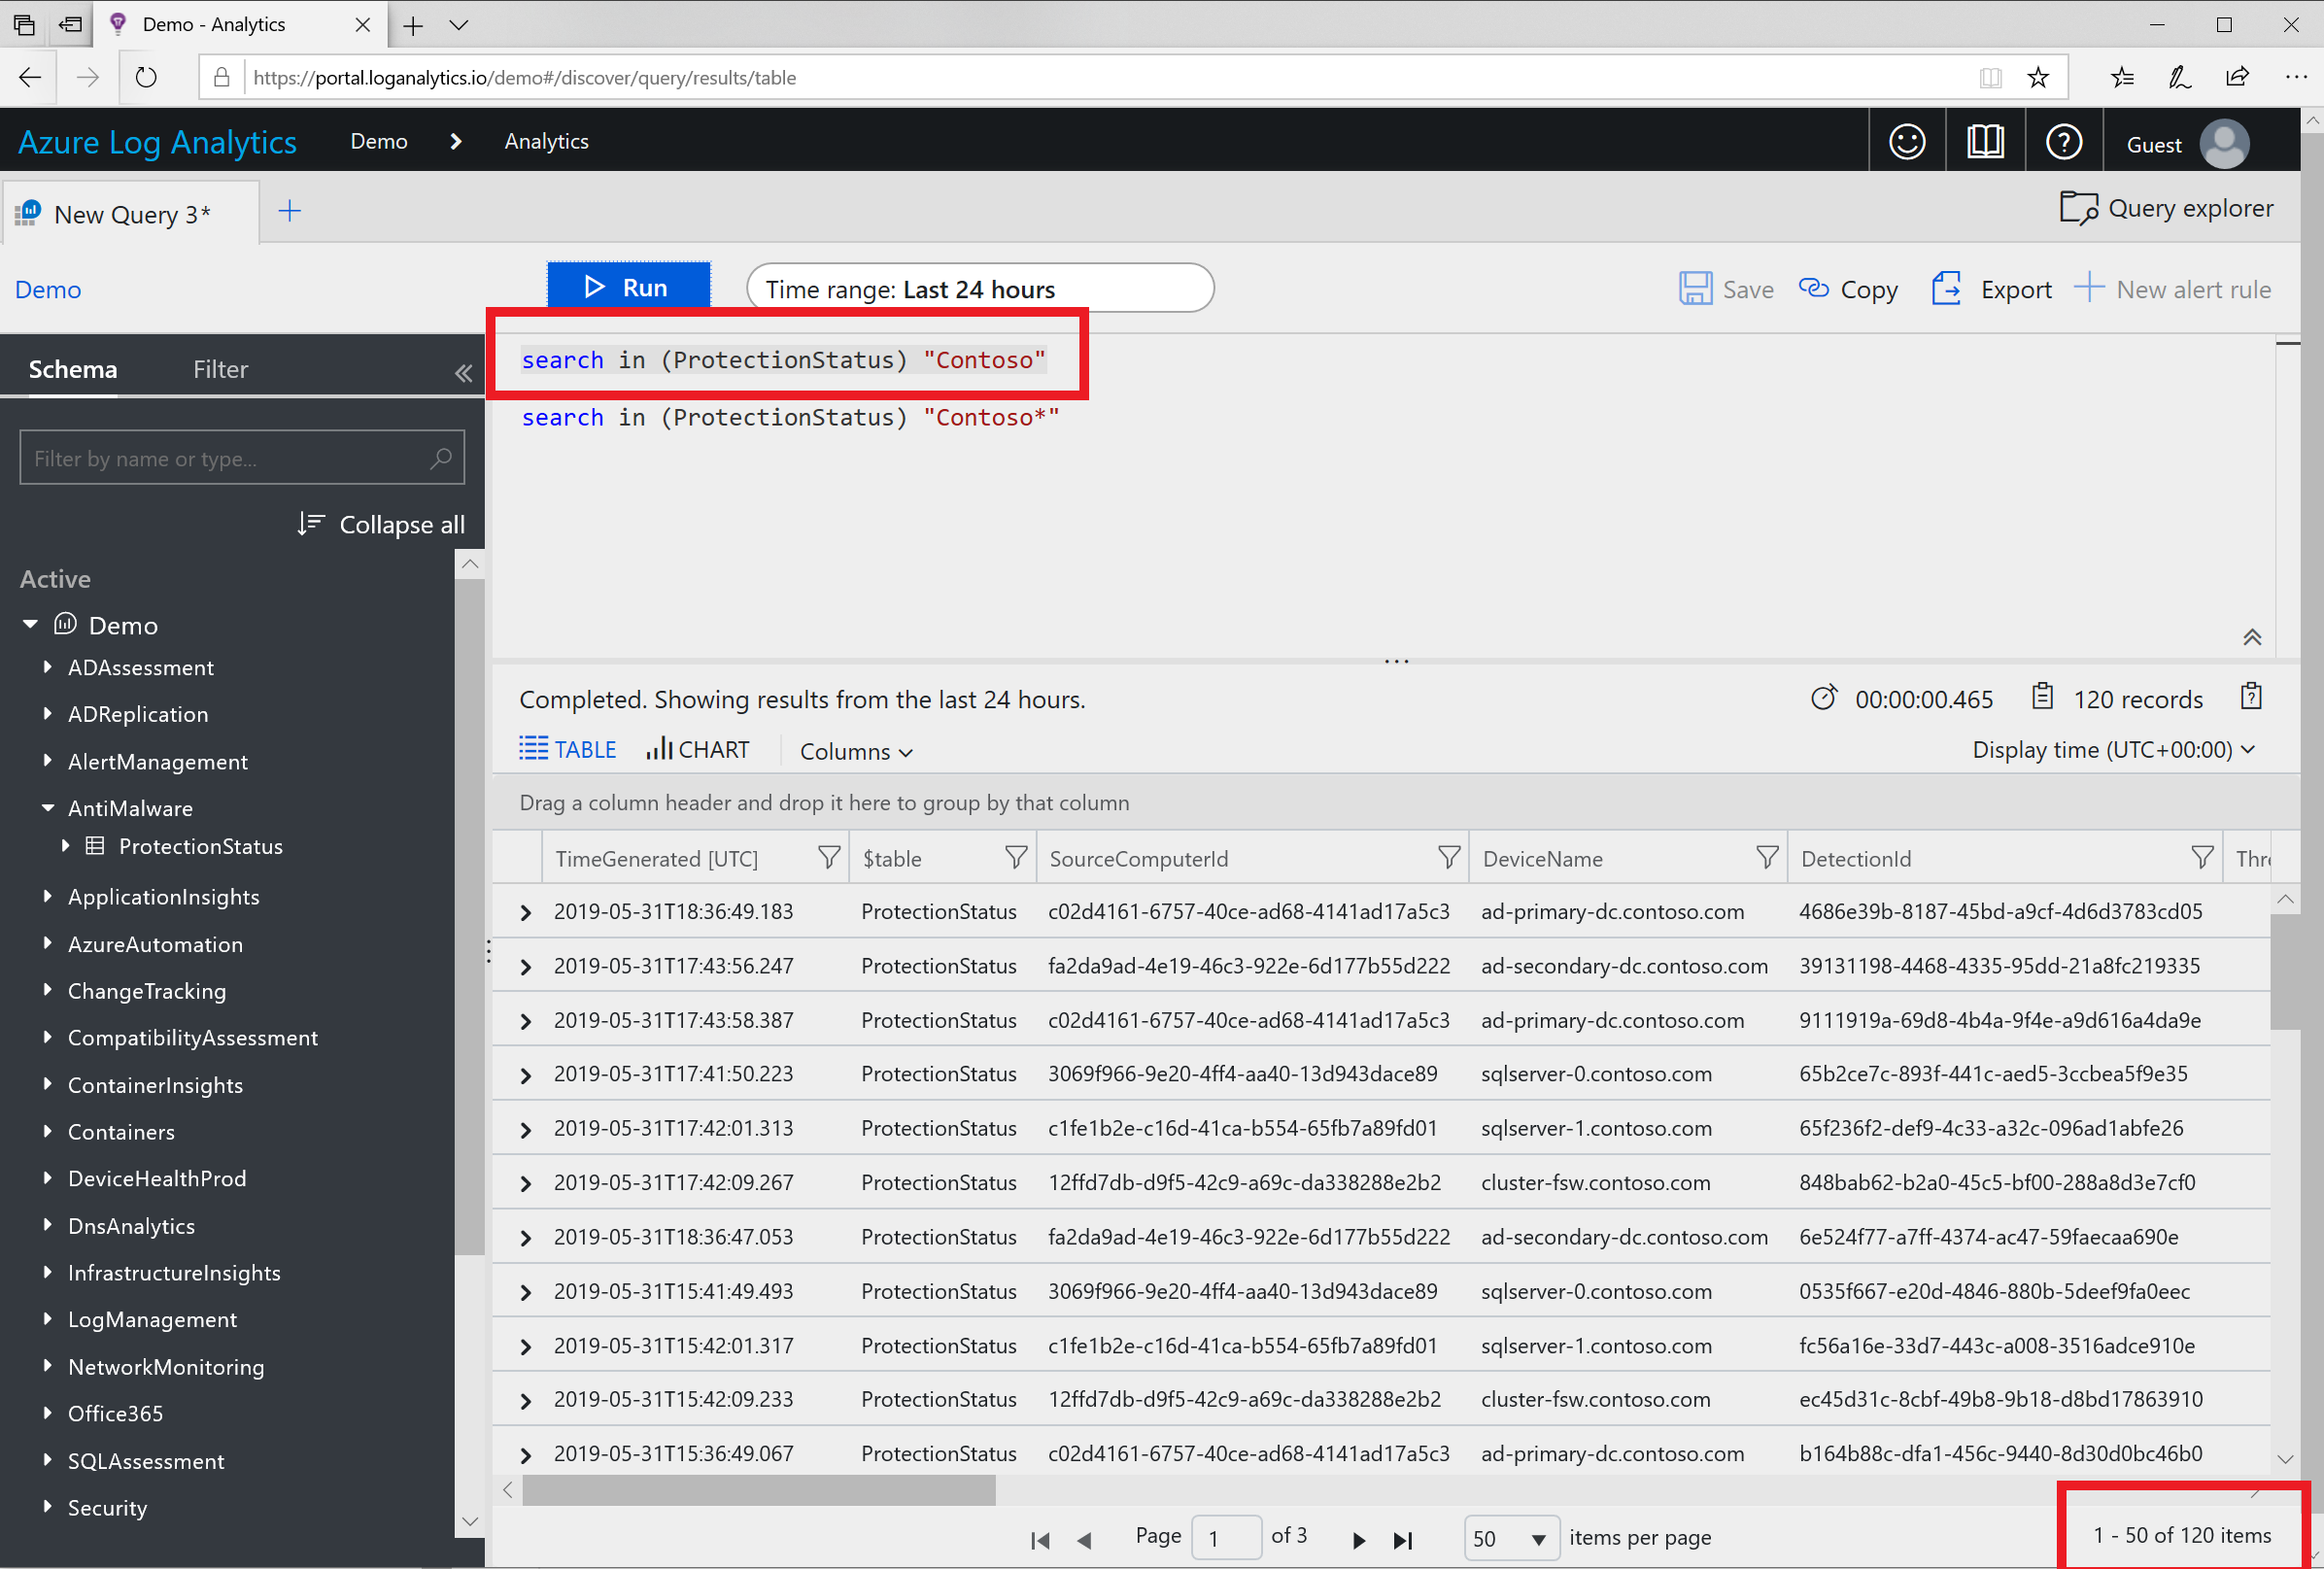 Demo - Analytics
https://portal.loganalytics.io/demo#/discover/query/results/table
Azure Log Analytics Demo Analytics Guest
New Query 3* Query explorer
Demo Run Time range: Last 24 hours Save Copy Export New alert rule
Schema Filter
Filter by name or type...
Collapse all
Active
Demo
ADAssessment
ADReplication
AlertManagement
AntiMalware
ProtectionStatus
ApplicationInsights
AzureAutomation
ChangeTracking
CompatibilityAssessment
ContainerInsights
Containers
DeviceHealthProd
DnsAnalytics
InfrastructureInsights
LogManagement
NetworkMonitoring
Office365
SQLAssessment
Security
search in (ProtectionStatus) "Contoso"
search in (ProtectionStatus) "Contoso*"
Completed. Showing results from the last 24 hours. 00:00:00.465 120 records
TABLE CHART Columns Display time (UTC+00:00)
Drag a column header and drop it here to group by that column
TimeGenerated [UTC] $table SourceComputerId DeviceName DetectionId Thre
2019-05-31T18:36:49.183 ProtectionStatus c02d4161-6757-40ce-ad68-4141ad17a5c3 ad-primary-dc.contoso.com 4686e39b-8187-45bd-a9cf-4d6d3783cd05
2019-05-31T17:43:56.247 ProtectionStatus fa2da9ad-4e19-46c3-922e-6d177b55d222 ad-secondary-dc.contoso.com 39131198-4468-4335-95dd-21a8fc219335
2019-05-31T17:43:58.387 ProtectionStatus c02d4161-6757-40ce-ad68-4141ad17a5c3 ad-primary-dc.contoso.com 9111919a-69d8-4b4a-9f4e-a9d616a4da9e
2019-05-31T17:41:50.223 ProtectionStatus 3069f966-9e20-4ff4-aa40-13d943dace89 sqlserver-0.contoso.com 65b2ce7c-893f-441c-aed5-3ccbea5f9e35
2019-05-31T17:42:01.313 ProtectionStatus c1fe1b2e-c16d-41ca-b554-65fb7a89fd01 sqlserver-1.contoso.com 65f236f2-def9-4c33-a32c-096ad1abfe26
2019-05-31T17:42:09.267 ProtectionStatus 12ffd7db-d9f5-42c9-a69c-da338288e2b2 cluster-fsw.contoso.com 848bab62-b2a0-45c5-bf00-288a8d3e7cf0
2019-05-31T18:36:47.053 ProtectionStatus fa2da9ad-4e19-46c3-922e-6d177b55d222 ad-secondary-dc.contoso.com 6e524f77-a7ff-4374-ac47-59faecaa690e
2019-05-31T15:41:49.493 ProtectionStatus 3069f966-9e20-4ff4-aa40-13d943dace89 sqlserver-0.contoso.com 0535f667-e20d-4846-880b-5deef9fa0eec
2019-05-31T15:42:01.317 ProtectionStatus c1fe1b2e-c16d-41ca-b554-65fb7a89fd01 sqlserver-1.contoso.com fc56a16e-33d7-443c-a008-3516adce910e
2019-05-31T15:42:09.233 ProtectionStatus 12ffd7db-d9f5-42c9-a69c-da338288e2b2 cluster-fsw.contoso.com ec45d31c-8cbf-49b8-9b18-d8bd17863910
2019-05-31T15:36:49.067 ProtectionStatus c02d4161-6757-40ce-ad68-4141ad17a5c3 ad-primary-dc.contoso.com b164b88c-dfa1-456c-9440-8d30d0bc46b0
Page 1 of 3 50 items per page 1 - 50 of 120 items